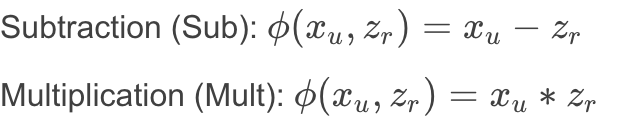 Subtraction (Sub): ϕ(x_u, z_r) = x_u − z_r
Multiplication (Mult): ϕ(x_u, z_r) = x_u * z_r